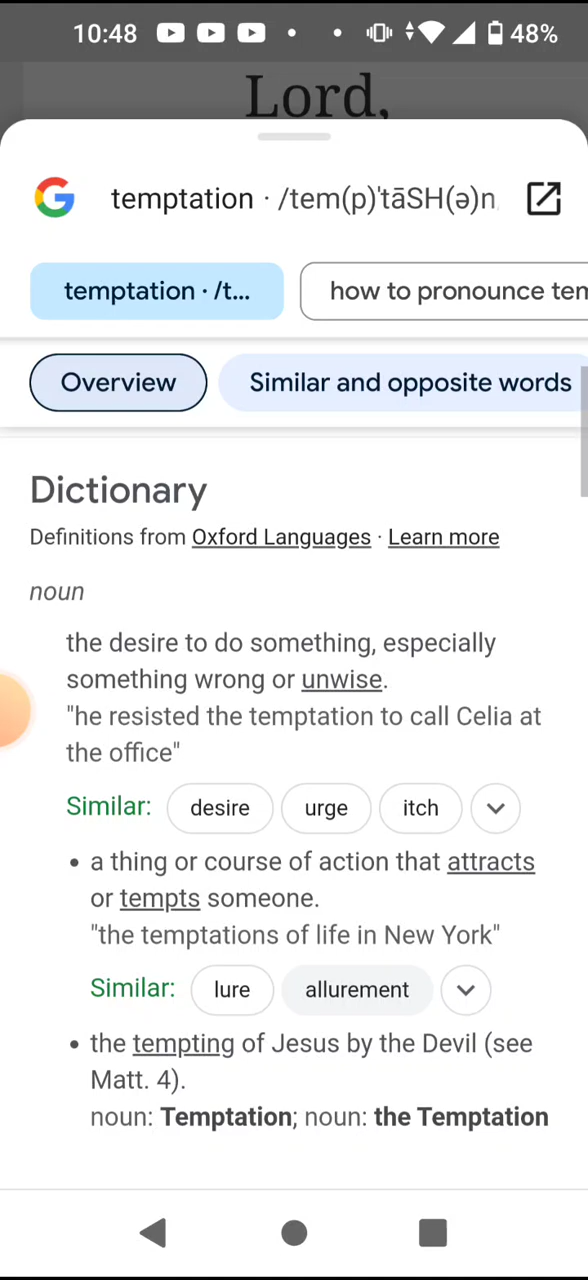 10:48 48%
Lord,
temptation · /tem(p)ˈtāSH(ə)n
temptation · /t... how to pronounce tem
Overview Similar and opposite words
Dictionary
Definitions from Oxford Languages · Learn more
noun
the desire to do something, especially
something wrong or unwise.
"he resisted the temptation to call Celia at
the office"
Similar: desire urge itch
• a thing or course of action that attracts
or tempts someone.
"the temptations of life in New York"
Similar: lure allurement
• the tempting of Jesus by the Devil (see
Matt. 4).
noun: Temptation; noun: the Temptation